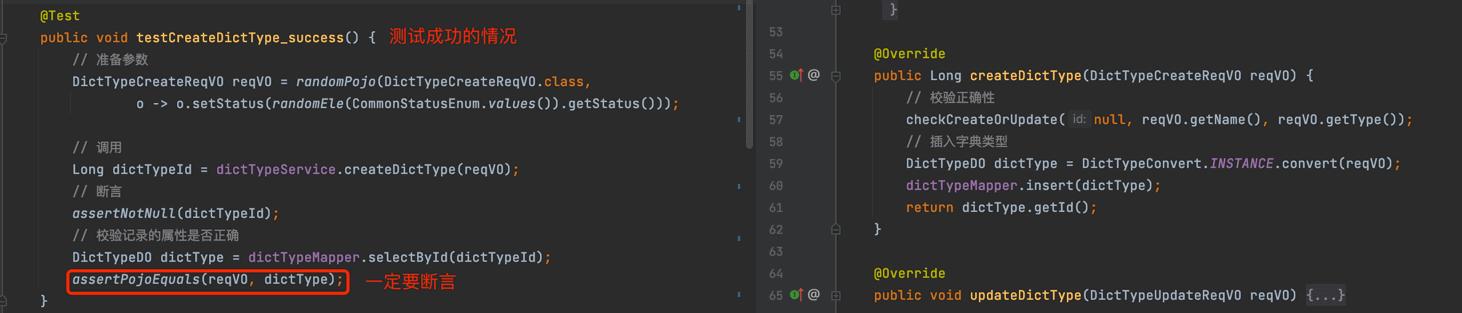 @Test
public void testCreateDictType_success() { 测试成功的情况
// 准备参数
DictTypeCreateReqVO reqVO = randomPojo(DictTypeCreateReqVO.class,
o -> o.setStatus(randomEle(CommonStatusEnum.values()).getStatus()));
// 调用
Long dictTypeId = dictTypeService.createDictType(reqVO);
// 断言
assertNotNull(dictTypeId);
// 校验记录的属性是否正确
DictTypeDO dictType = dictTypeMapper.selectById(dictTypeId);
assertPojoEquals(reqVO, dictType); 一定要断言
}
}
53
54 @Override
55 @ public Long createDictType(DictTypeCreateReqVO reqVO) {
56 // 校验正确性
57 checkCreateOrUpdate( id: null, reqVO.getName(), reqVO.getType());
58 // 插入字典类型
59 DictTypeDO dictType = DictTypeConvert.INSTANCE.convert(reqVO);
60 dictTypeMapper.insert(dictType);
61 return dictType.getId();
62 }
63
64 @Override
65 @ public void updateDictType(DictTypeUpdateReqVO reqVO) {...}